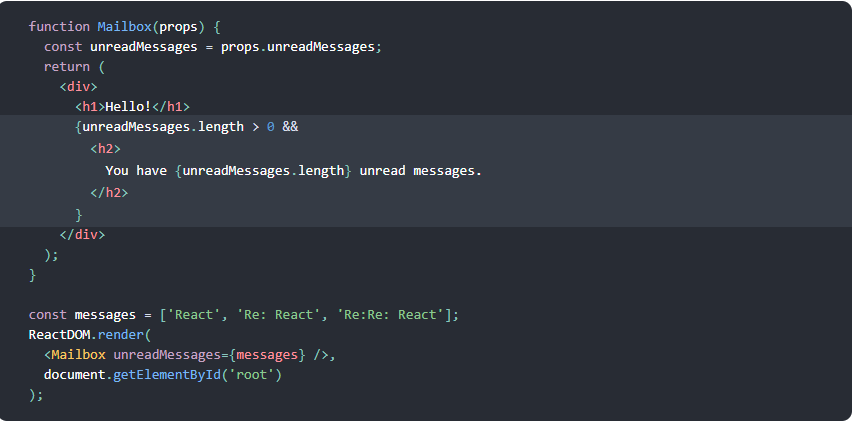 function Mailbox(props) {
  const unreadMessages = props.unreadMessages;
  return (
    <div>
      <h1>Hello!</h1>
      {unreadMessages.length > 0 &&
        <h2>
          You have {unreadMessages.length} unread messages.
        </h2>
      }
    </div>
  );
}

const messages = ['React', 'Re: React', 'Re:Re: React'];
ReactDOM.render(
  <Mailbox unreadMessages={messages} />,
  document.getElementById('root')
);